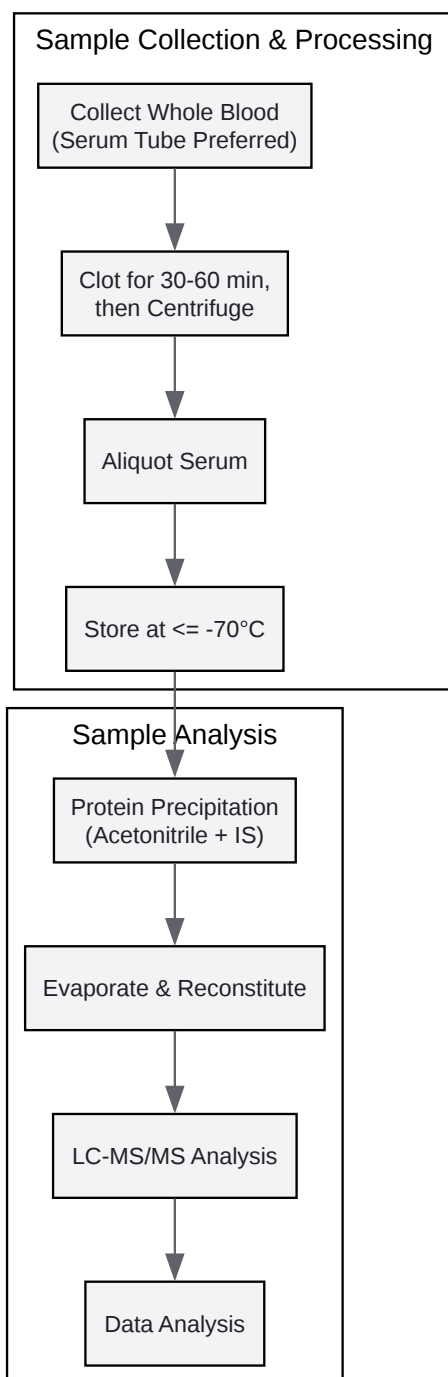 Sample Collection & Processing
Collect Whole Blood
(Serum Tube Preferred)
Clot for 30-60 min,
then Centrifuge
Aliquot Serum
Store at <= -70°C
Sample Analysis
Protein Precipitation
(Acetonitrile + IS)
Evaporate & Reconstitute
LC-MS/MS Analysis
Data Analysis